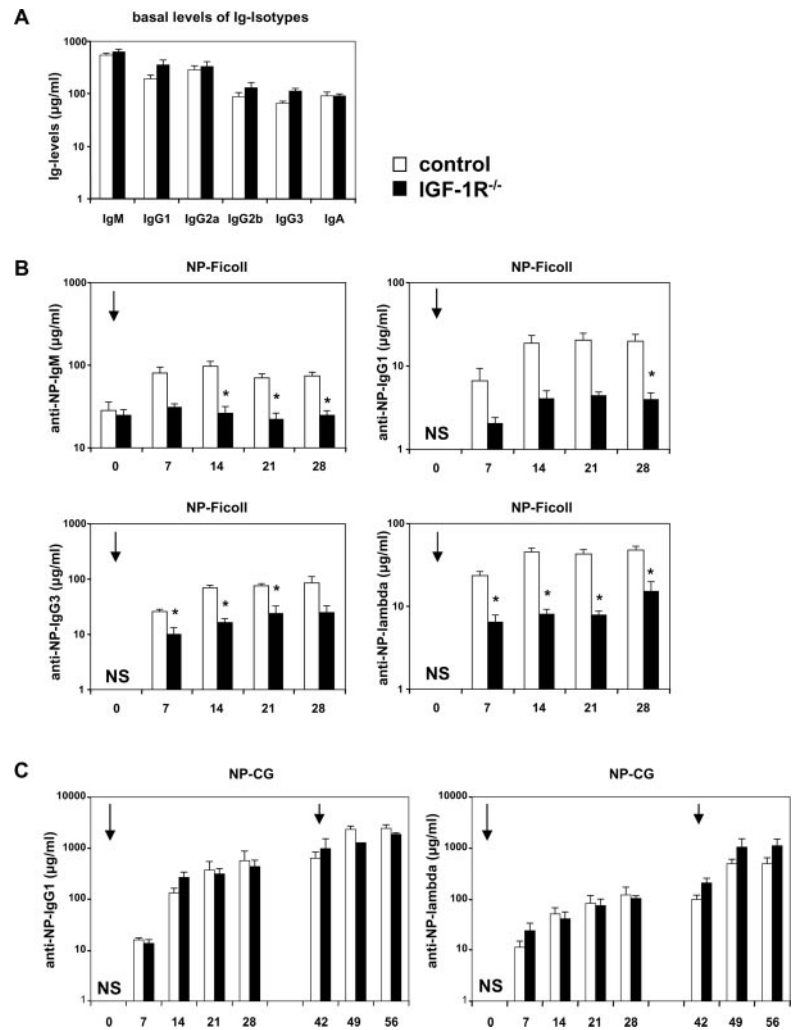 A
basal levels of Ig-Isotypes
Ig-levels (µg/ml)
1000
100
10
1
IgM IgG1 IgG2a IgG2b IgG3 IgA
control
IGF-1R-/-
B
NP-Ficoll
anti-NP-IgM (µg/ml)
1000
100
10
* * *
0 7 14 21 28
NP-Ficoll
anti-NP-IgG1 (µg/ml)
100
10
1
NS
*
0 7 14 21 28
NP-Ficoll
anti-NP-IgG3 (µg/ml)
1000
100
10
1
NS
* * *
0 7 14 21 28
NP-Ficoll
anti-NP-lambda (µg/ml)
100
10
1
NS
* * * *
0 7 14 21 28
C
NP-CG
anti-NP-IgG1 (µg/ml)
10000
1000
100
10
1
NS
0 7 14 21 28 42 49 56
NP-CG
anti-NP-lambda (µg/ml)
10000
1000
100
10
1
NS
0 7 14 21 28 42 49 56